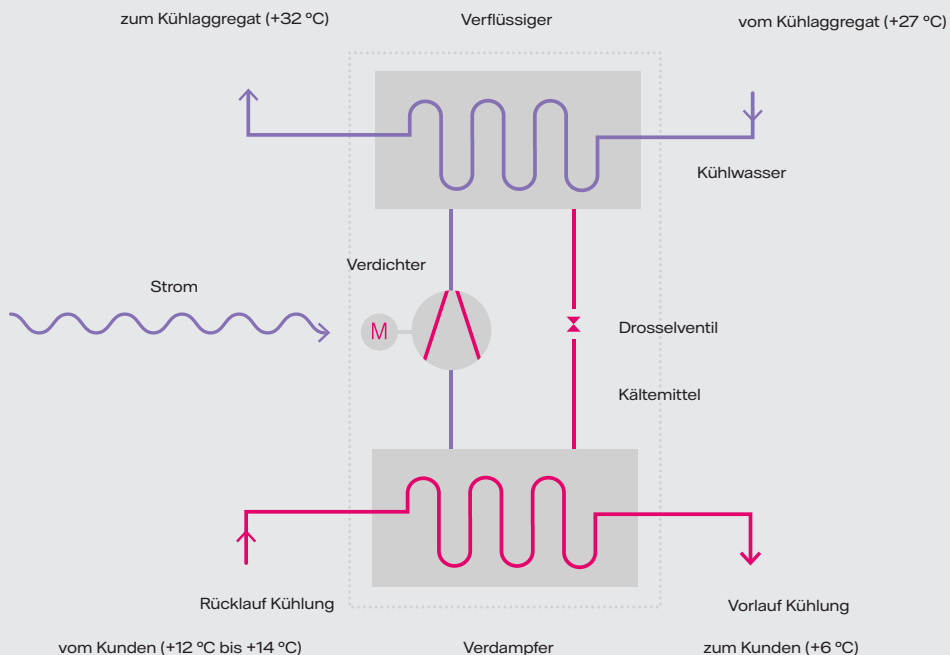 zum Kühlaggregat (+32 °C)
Verflüssiger
vom Kühlaggregat (+27 °C)
Kühlwasser
Verdichter
Strom
M
Drosselventil
Kältemittel
Rücklauf Kühlung
Vorlauf Kühlung
vom Kunden (+12 °C bis +14 °C)
Verdampfer
zum Kunden (+6 °C)